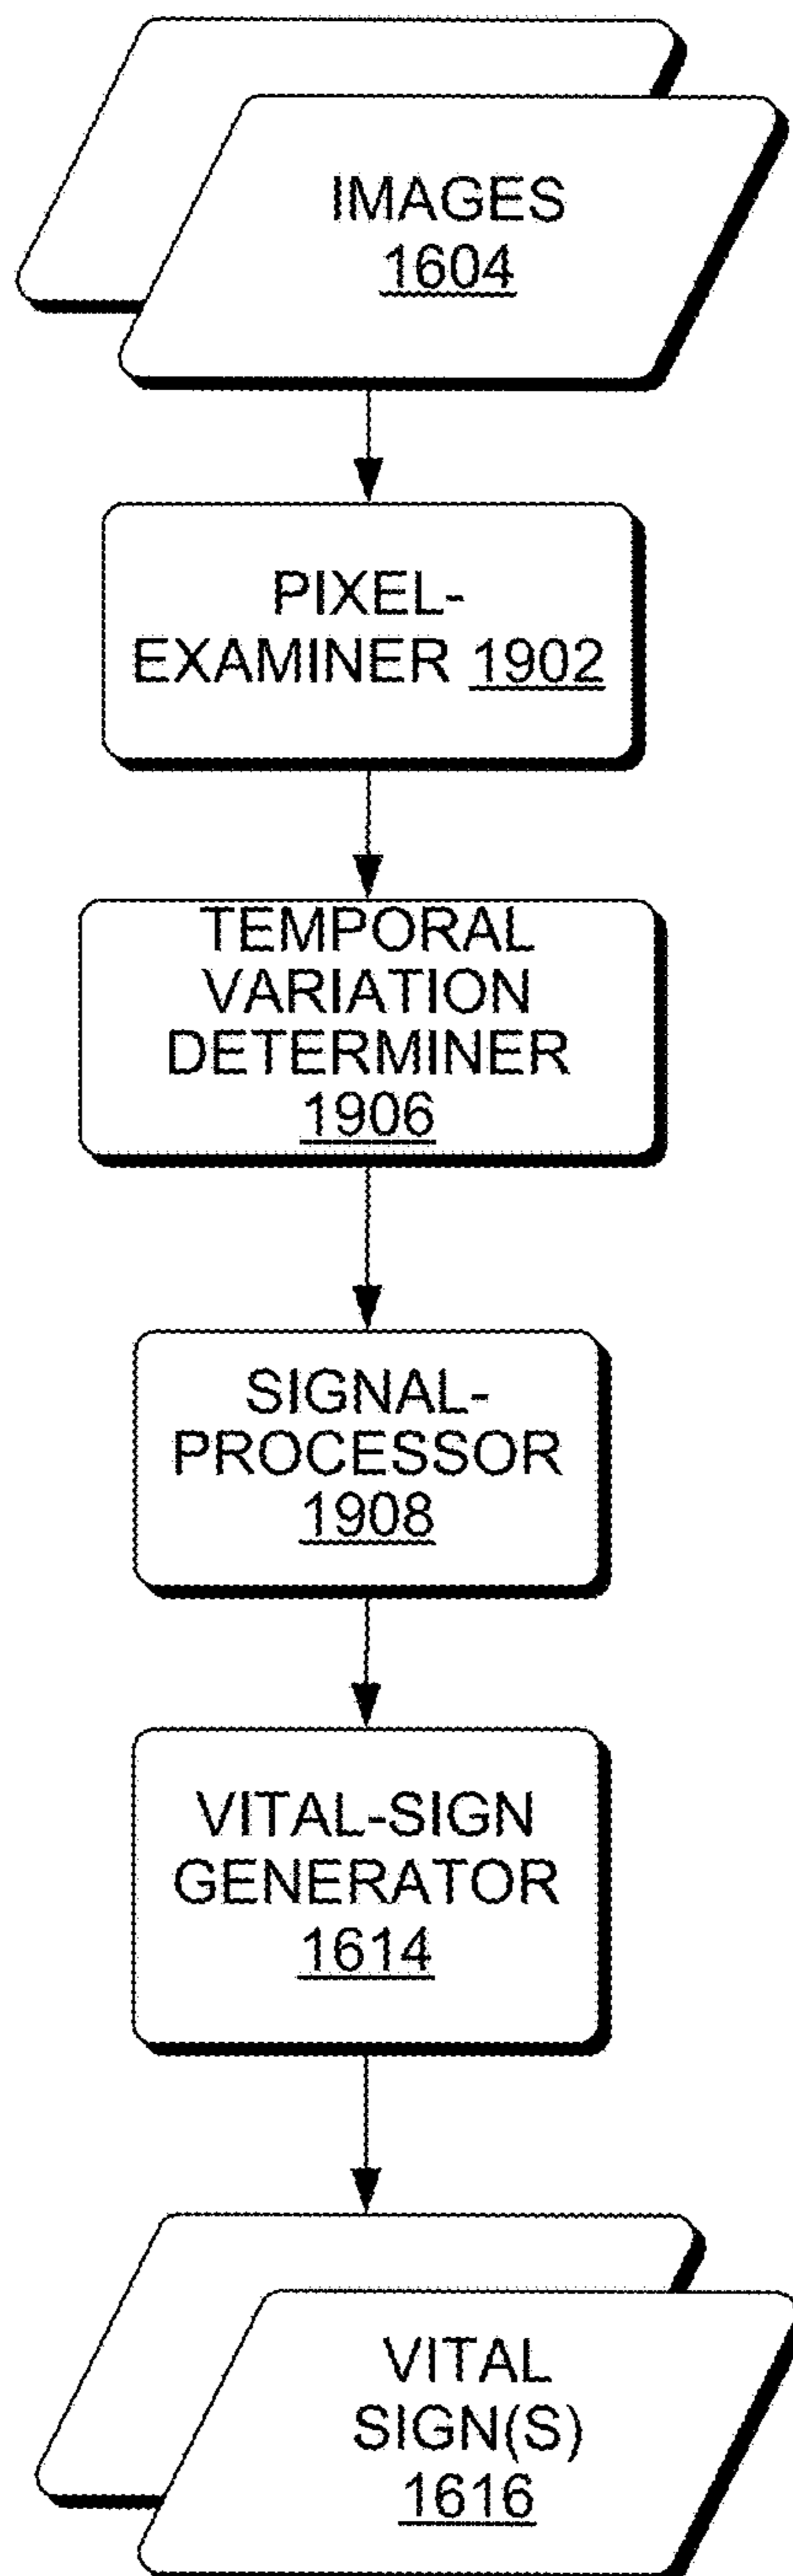 IMAGES
1604
PIXEL-
EXAMINER 1902
TEMPORAL
VARIATION
DETERMINER
1906
SIGNAL-
PROCESSOR
1908
VITAL-SIGN
GENERATOR
1614
VITAL
SIGN(S)
1616